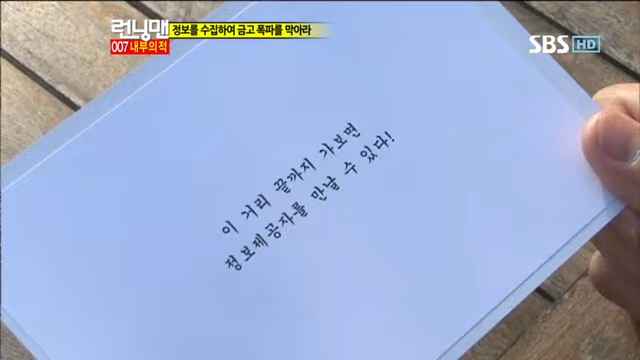 런닝맨
정보를 수집하여 금고 폭파를 막아라
007 내부의 적
SBS HD
이 거리 끝까지 가보면
정보제공자를 만날 수 있다!